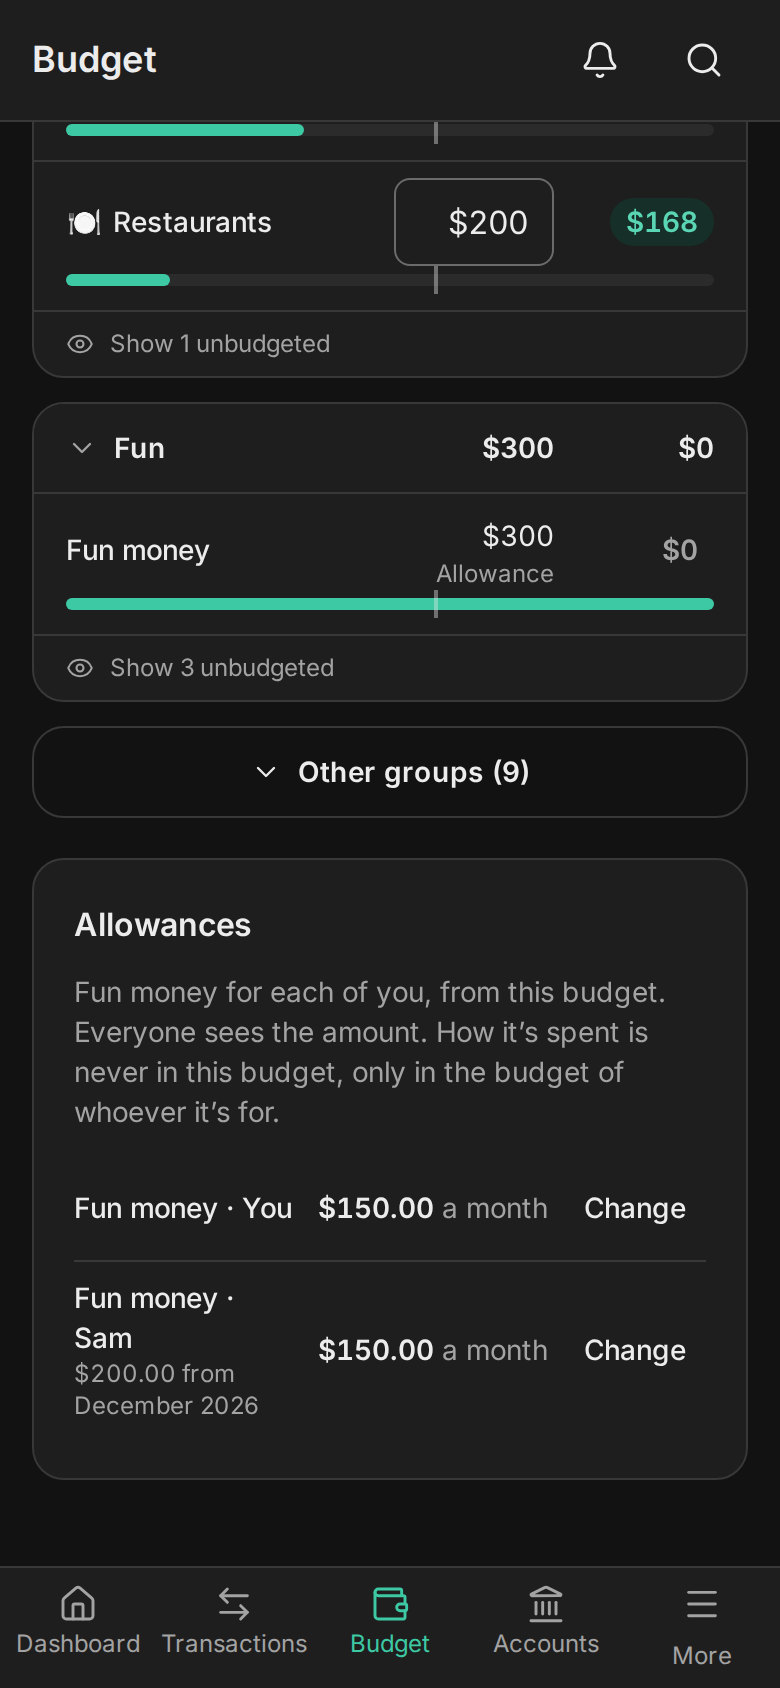 Budget
Restaurants $200 $168
Show 1 unbudgeted
Fun $300 $0
Fun money $300 $0
Allowance
Show 3 unbudgeted
Other groups (9)
Allowances
Fun money for each of you, from this budget.
Everyone sees the amount. How it’s spent is
never in this budget, only in the budget of
whoever it’s for.
Fun money · You $150.00 a month Change
Fun money ·
Sam
$150.00 a month Change
$200.00 from
December 2026
Dashboard Transactions Budget Accounts More